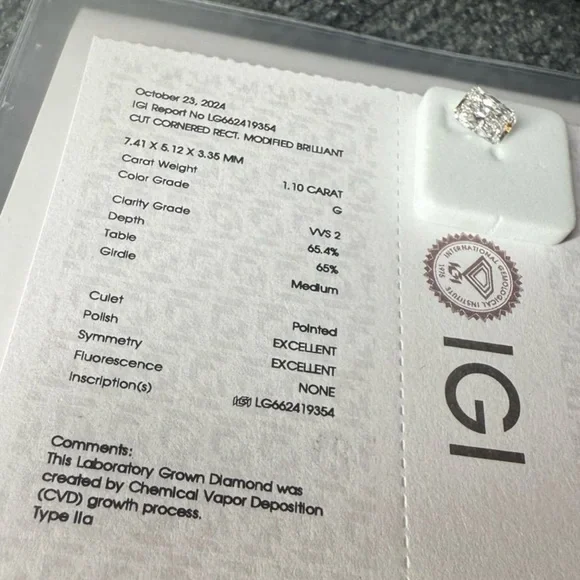 October 23, 2024
IGI Report No LG662419354
CUT CORNERED RECT. MODIFIED BRILLIANT
7.41 X 5.12 X 3.35 MM
Carat Weight 1.10 CARAT
Color Grade G
Clarity Grade VVS 2
Depth 65.4%
Table 65%
Girdle Medium
Culet Pointed
Polish EXCELLENT
Symmetry EXCELLENT
Fluorescence NONE
Inscription(s) IGI LG662419354
Comments:
This Laboratory Grown Diamond was
created by Chemical Vapor Deposition
(CVD) growth process.
Type IIa
INTERNATIONAL GEMOLOGICAL INSTITUTE
1975
IGI